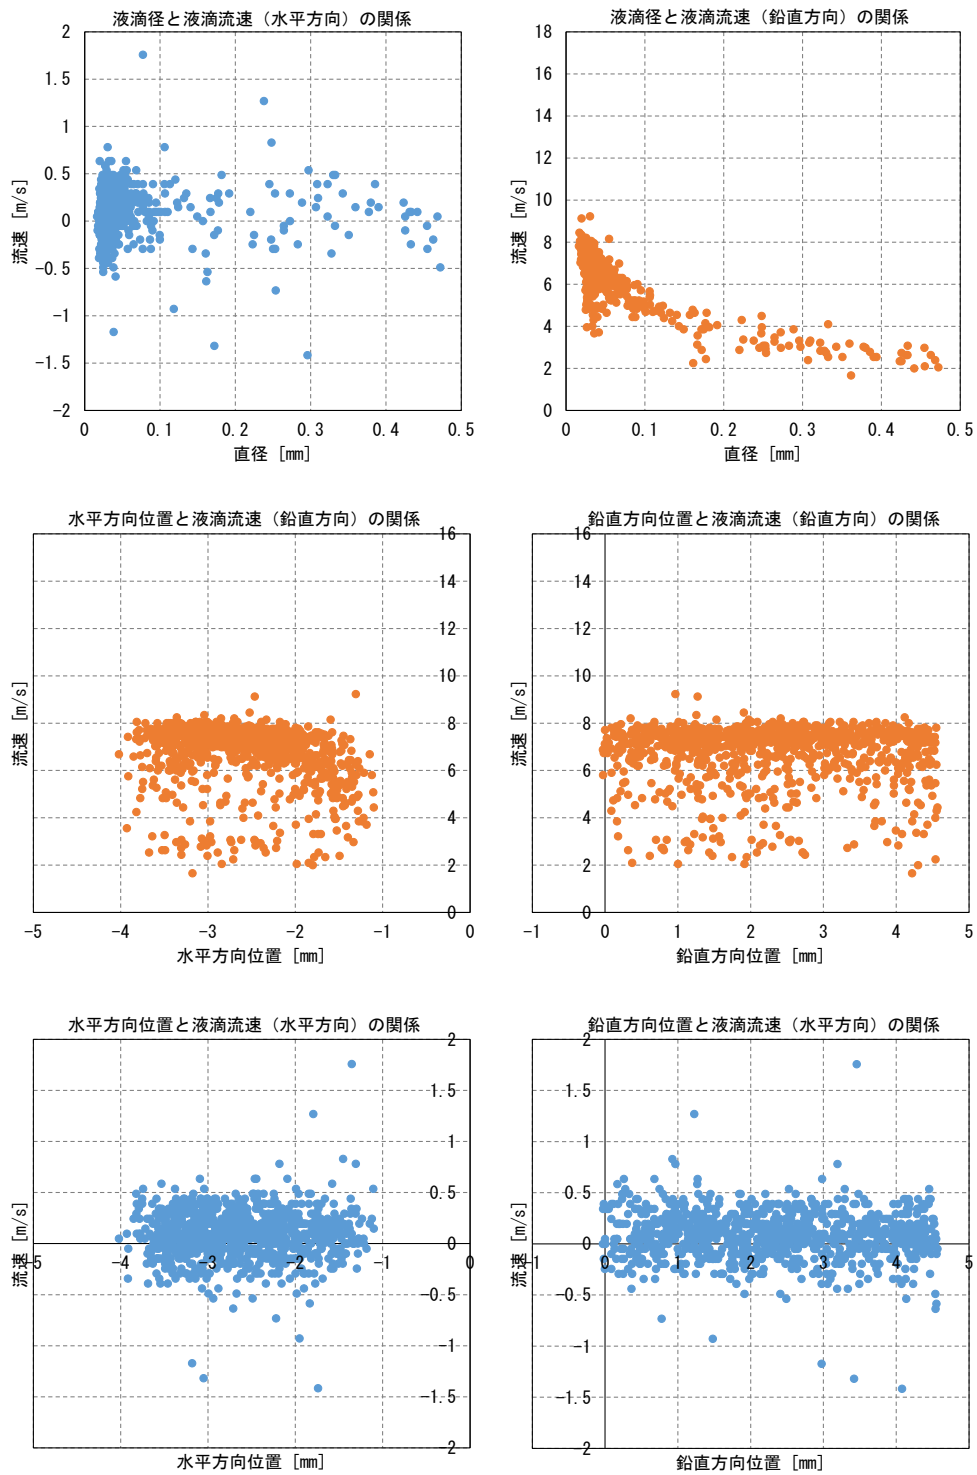 液滴径と液滴流速（水平方向）の関係
2
1.5
1
0.5
0
-0.5
-1
-1.5
-2
流速 [m/s]
0 0.1 0.2 0.3 0.4 0.5
直径 [mm]
液滴径と液滴流速（鉛直方向）の関係
18
16
14
12
10
8
6
4
2
0
流速 [m/s]
0 0.1 0.2 0.3 0.4 0.5
直径 [mm]
水平方向位置と液滴流速（鉛直方向）の関係
16
14
12
10
8
6
4
2
0
流速 [m/s]
-5 -4 -3 -2 -1 0
水平方向位置 [mm]
鉛直方向位置と液滴流速（鉛直方向）の関係
16
14
12
10
8
6
4
2
0
流速 [m/s]
-1 0 1 2 3 4 5
鉛直方向位置 [mm]
水平方向位置と液滴流速（水平方向）の関係
2
1.5
1
0.5
0
-0.5
-1
-1.5
-2
流速 [m/s]
-5 -4 -3 -2 -1 0
水平方向位置 [mm]
鉛直方向位置と液滴流速（水平方向）の関係
2
1.5
1
0.5
0
-0.5
-1
-1.5
-2
流速 [m/s]
-1 0 1 2 3 4 5
鉛直方向位置 [mm]